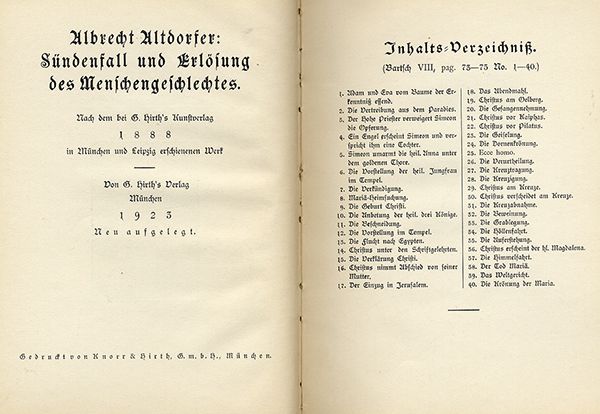 Albrecht Altdorfer:
Sündenfall und Erlösung
des Menschengeschlechtes.
Nach dem bei G. Hirth's Kunstverlag
1888
in München und Leipzig erschienenen Werk
Von G. Hirth's Verlag
München
1923
Neu aufgelegt.
Gedruckt von Knorr & Hirth, G. m. b. H., München.
Inhalts-Verzeichniß.
(Bartsch VIII, pag. 73—75 No. 1—40.)
1. Adam und Eva vom Baume der Er-
kenntniß essend.
2. Die Vertreibung aus dem Paradies.
3. Der Hohe Priester verweigert Simeon
die Opferung.
4. Ein Engel erscheint Simeon und ver-
spricht ihm eine Tochter.
5. Simeon umarmt die heil. Anna unter
dem goldenen Thore.
6. Die Vorstellung der heil. Jungfrau
im Tempel.
7. Die Verkündigung.
8. Mariä-Heimsuchung.
9. Die Geburt Christi.
10. Die Anbetung der heil. drei Könige.
11. Die Beschneidung.
12. Die Vorstellung im Tempel.
13. Die Flucht nach Egypten.
14. Christus unter den Schriftgelehrten.
15. Die Verklärung Christi.
16. Christus nimmt Abschied von seiner
Mutter.
17. Der Einzug in Jerusalem.
18. Das Abendmahl.
19. Christus am Oelberg.
20. Die Gefangennehmung.
21. Christus vor Kaiphas.
22. Christus vor Pilatus.
23. Die Geiselung.
24. Die Dornenkrönung.
25. Ecce homo.
26. Die Verurtheilung.
27. Die Kreuztragung.
28. Die Kreuzigung.
29. Christus am Kreuze.
30. Christus verscheidet am Kreuze.
31. Die Kreuzabnahme.
32. Die Beweinung.
33. Die Grablegung.
34. Die Höllenfahrt.
35. Die Auferstehung.
36. Christus erscheint der hl. Magdalena.
37. Die Himmelfahrt.
38. Der Tod Mariä.
39. Das Weltgericht.
40. Die Krönung der Maria.